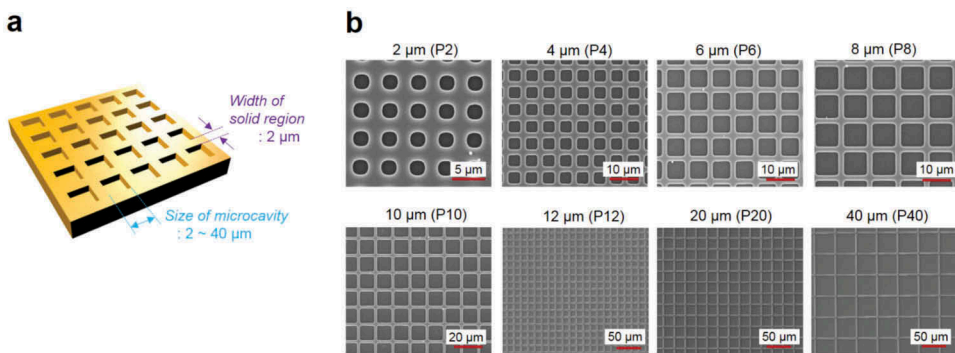 a
Width of
solid region
: 2 μm
Size of microcavity
: 2 ~ 40 μm
b
2 μm (P2)
4 μm (P4)
6 μm (P6)
8 μm (P8)
5 μm
10 μm
10 μm
10 μm
10 μm (P10)
12 μm (P12)
20 μm (P20)
40 μm (P40)
20 μm
50 μm
50 μm
50 μm